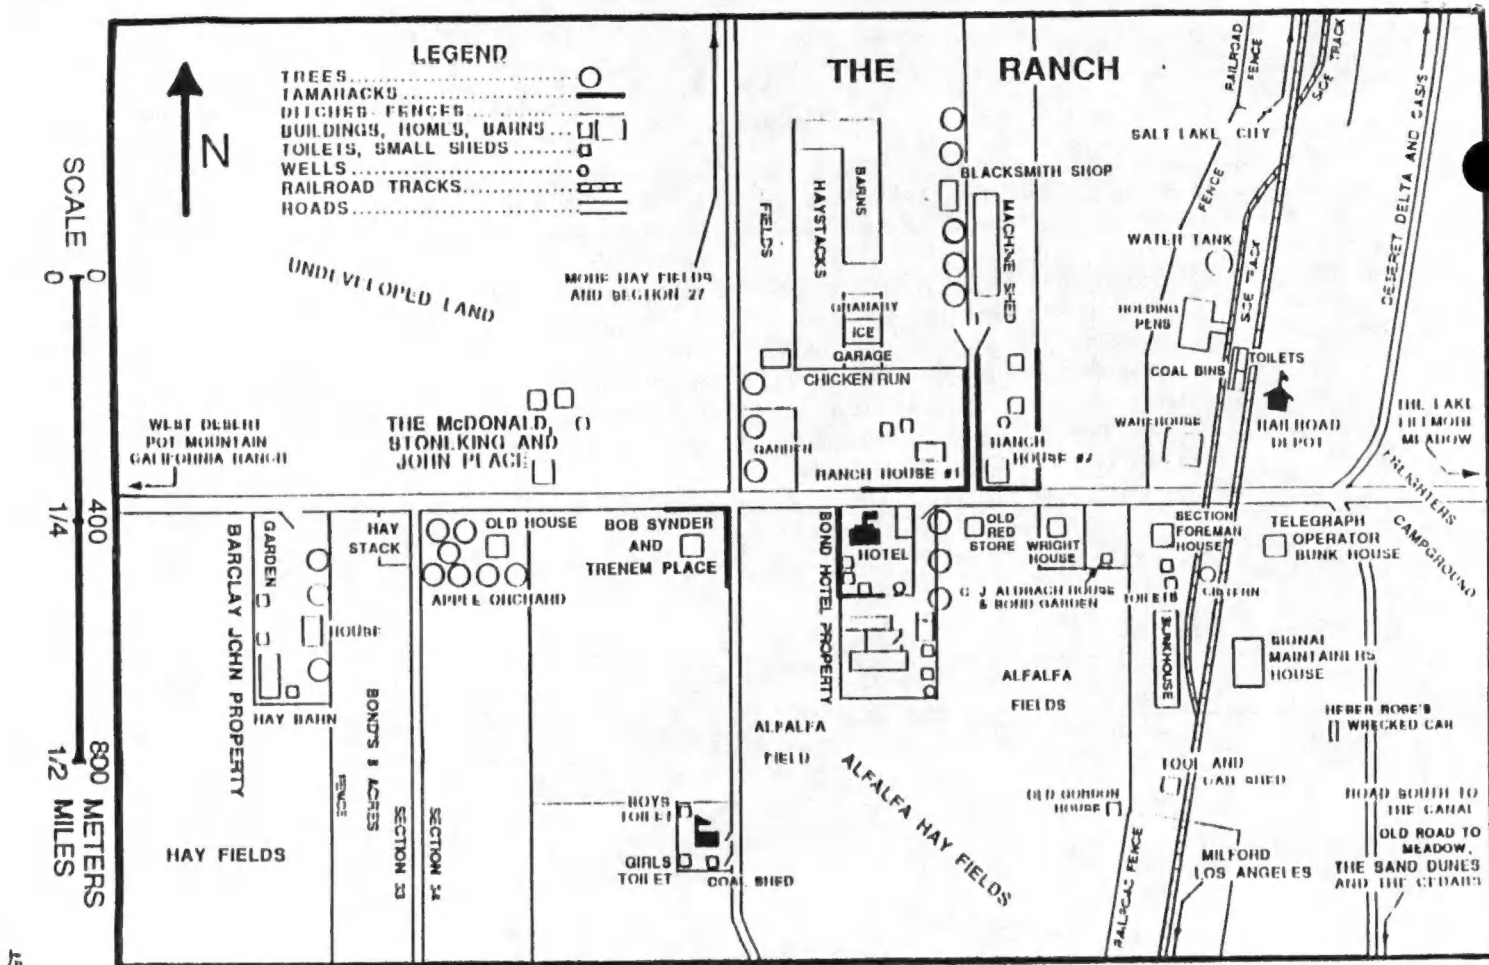 LEGEND
TREES
TAMARACKS
DITCHES FENCES
BUILDINGS, HOMES, BARNS
TOILETS, SMALL SHEDS
WELLS
RAILROAD TRACKS
ROADS
N
SCALE
0
0
400
1/4
800 METERS
1/2 MILES
THE RANCH
UNDEVELOPED LAND
MORE HAY FIELDS
AND SECTION 27
FIELDS
HAYSTACKS
BARNS
GRANARY
ICE
GARAGE
CHICKEN RUN
BLACKSMITH SHOP
MACHINE SHED
RAILROAD
FENCE
SIDE TRACK
SALT LAKE CITY
FENCE
WATER TANK
SIDE TRACK
HOLDING
PENS
COAL BINS
TOILETS
RAILROAD
DEPOT
WAREHOUSE
DESERET DELTA AND OASIS
THE LAKE
FILLMORE
MEADOW
FREIGHTERS
CAMPGROUND
WEST DESERT
POT MOUNTAIN
CALIFORNIA RANCH
THE McDONALD,
STONEKING AND
JOHN PLACE
GARDEN
RANCH HOUSE #1
RANCH
HOUSE #2
GARDEN
BARCLAY JOHN PROPERTY
HOUSE
HAY BARN
HAY FIELDS
HAY
STACK
BOND'S 8 ACRES
FENCE
SECTION 33
SECTION 34
OLD HOUSE
APPLE ORCHARD
BOB SYNDER
AND
TRENEM PLACE
BOYS
TOILET
GIRLS
TOILET
COAL SHED
BOND HOTEL PROPERTY
HOTEL
ALFALFA
FIELD
ALFALFA HAY FIELDS
OLD
RED
STORE
WRIGHT
HOUSE
C J ALDRACH HOUSE
& BOND GARDEN
ALFALFA
FIELDS
OLD GORDON
HOUSE
RAILROAD FENCE
SECTION
FOREMAN
HOUSE
TOILETS
CISTERN
BUNKHOUSE
TELEGRAPH
OPERATOR
BUNK HOUSE
SIGNAL
MAINTAINERS
HOUSE
TOOL AND
CAR SHED
MILFORD
LOS ANGELES
HEBER ROSE'S
WRECKED CAR
ROAD SOUTH TO
THE CANAL
OLD ROAD TO
MEADOW,
THE SAND DUNES
AND THE CEDARS